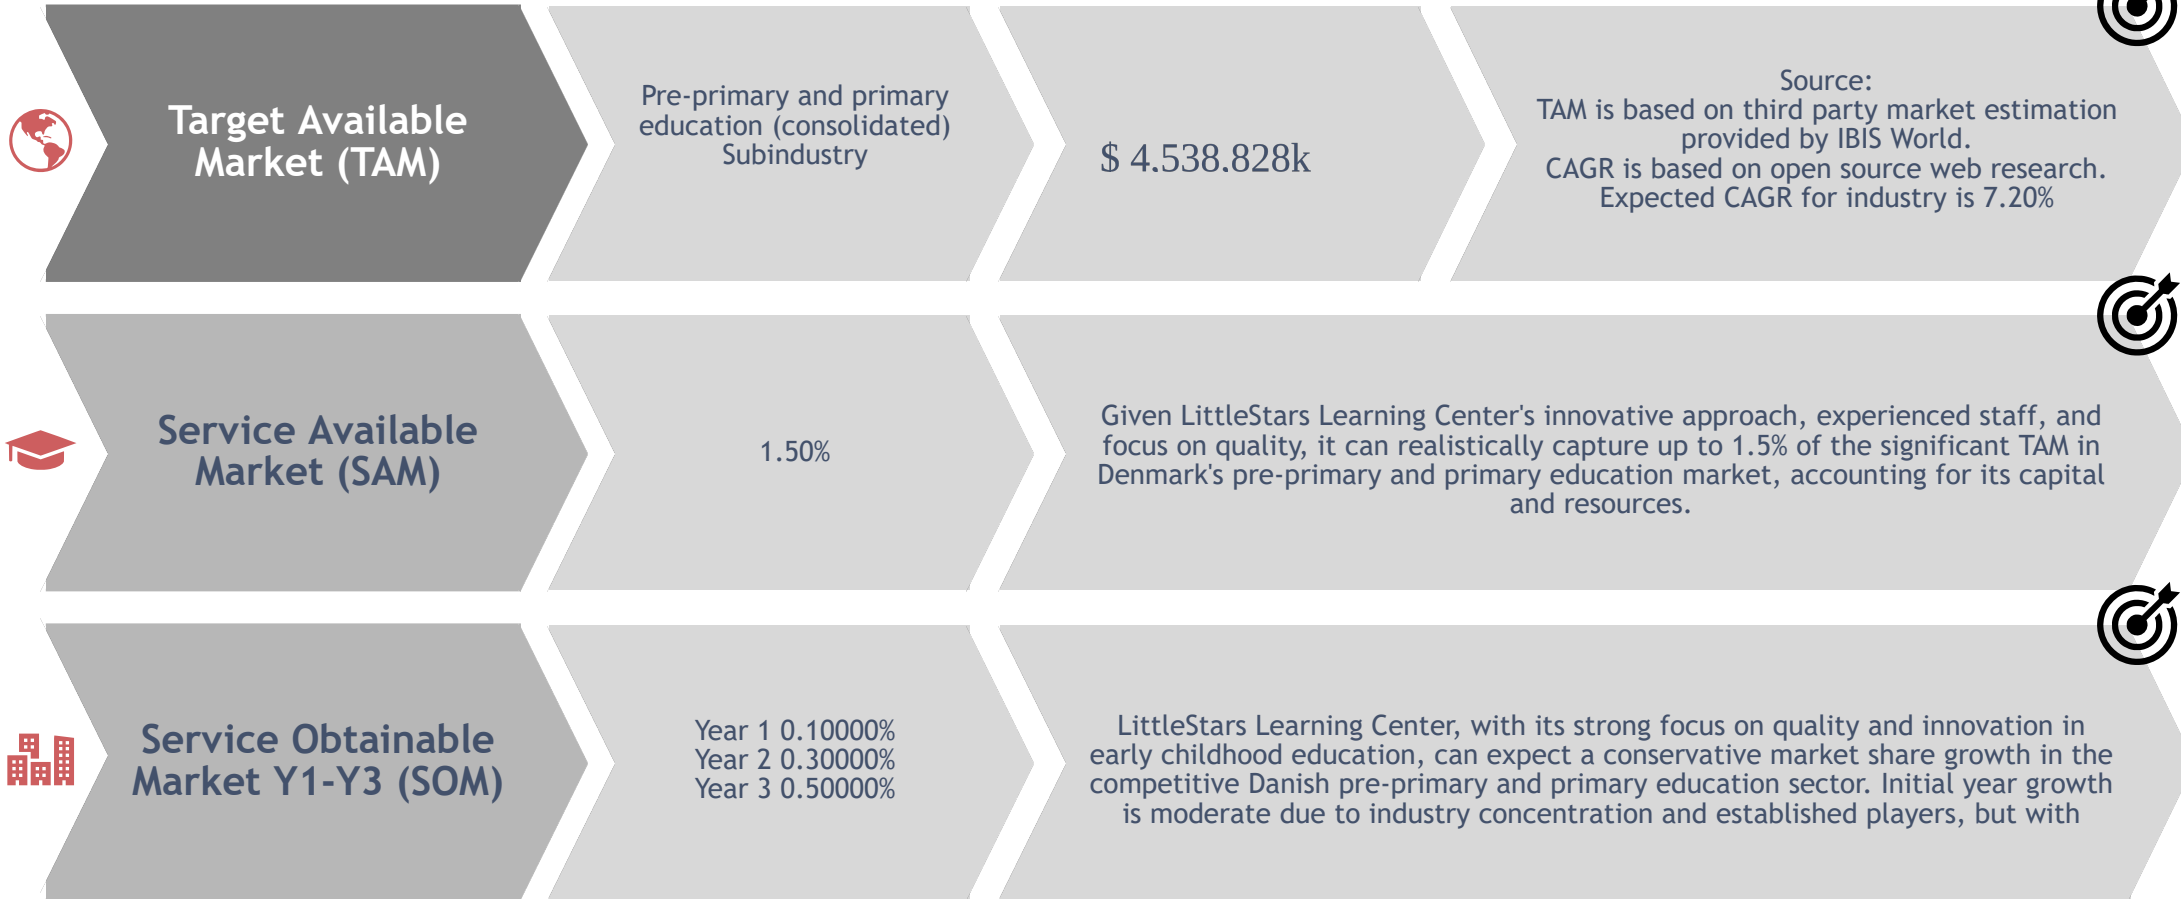 Target Available
Market (TAM)
Pre-primary and primary
education (consolidated)
Subindustry
$ 4.538.828k
Source:
TAM is based on third party market estimation
provided by IBIS World.
CAGR is based on open source web research.
Expected CAGR for industry is 7.20%
Service Available
Market (SAM)
1.50%
Given LittleStars Learning Center's innovative approach, experienced staff, and
focus on quality, it can realistically capture up to 1.5% of the significant TAM in
Denmark's pre-primary and primary education market, accounting for its capital
and resources.
Service Obtainable
Market Y1-Y3 (SOM)
Year 1 0.10000%
Year 2 0.30000%
Year 3 0.50000%
LittleStars Learning Center, with its strong focus on quality and innovation in
early childhood education, can expect a conservative market share growth in the
competitive Danish pre-primary and primary education sector. Initial year growth
is moderate due to industry concentration and established players, but with